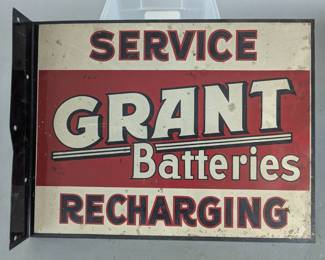 SERVICE
GRANT
Batteries
RECHARGING